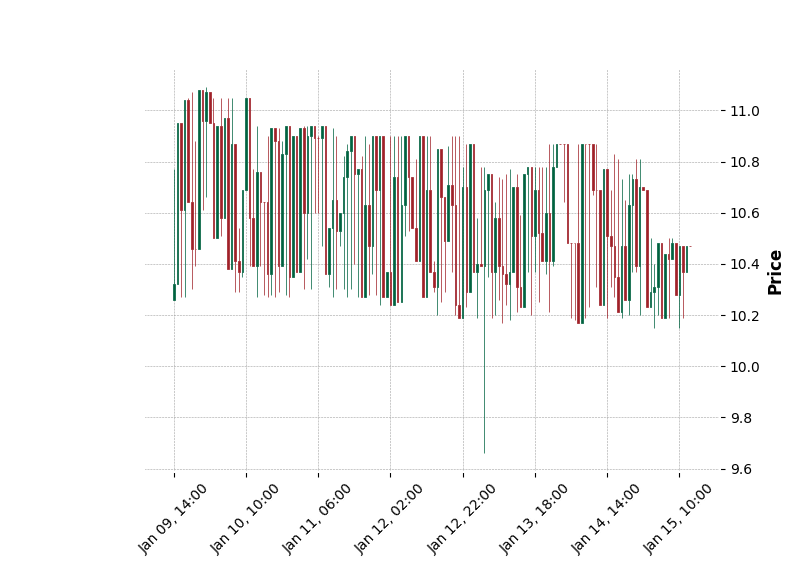 11.0
10.8
10.6
10.4
10.2
10.0
9.8
9.6
Price
Jan 09, 14:00
Jan 10, 10:00
Jan 11, 06:00
Jan 12, 02:00
Jan 12, 22:00
Jan 13, 18:00
Jan 14, 14:00
Jan 15, 10:00